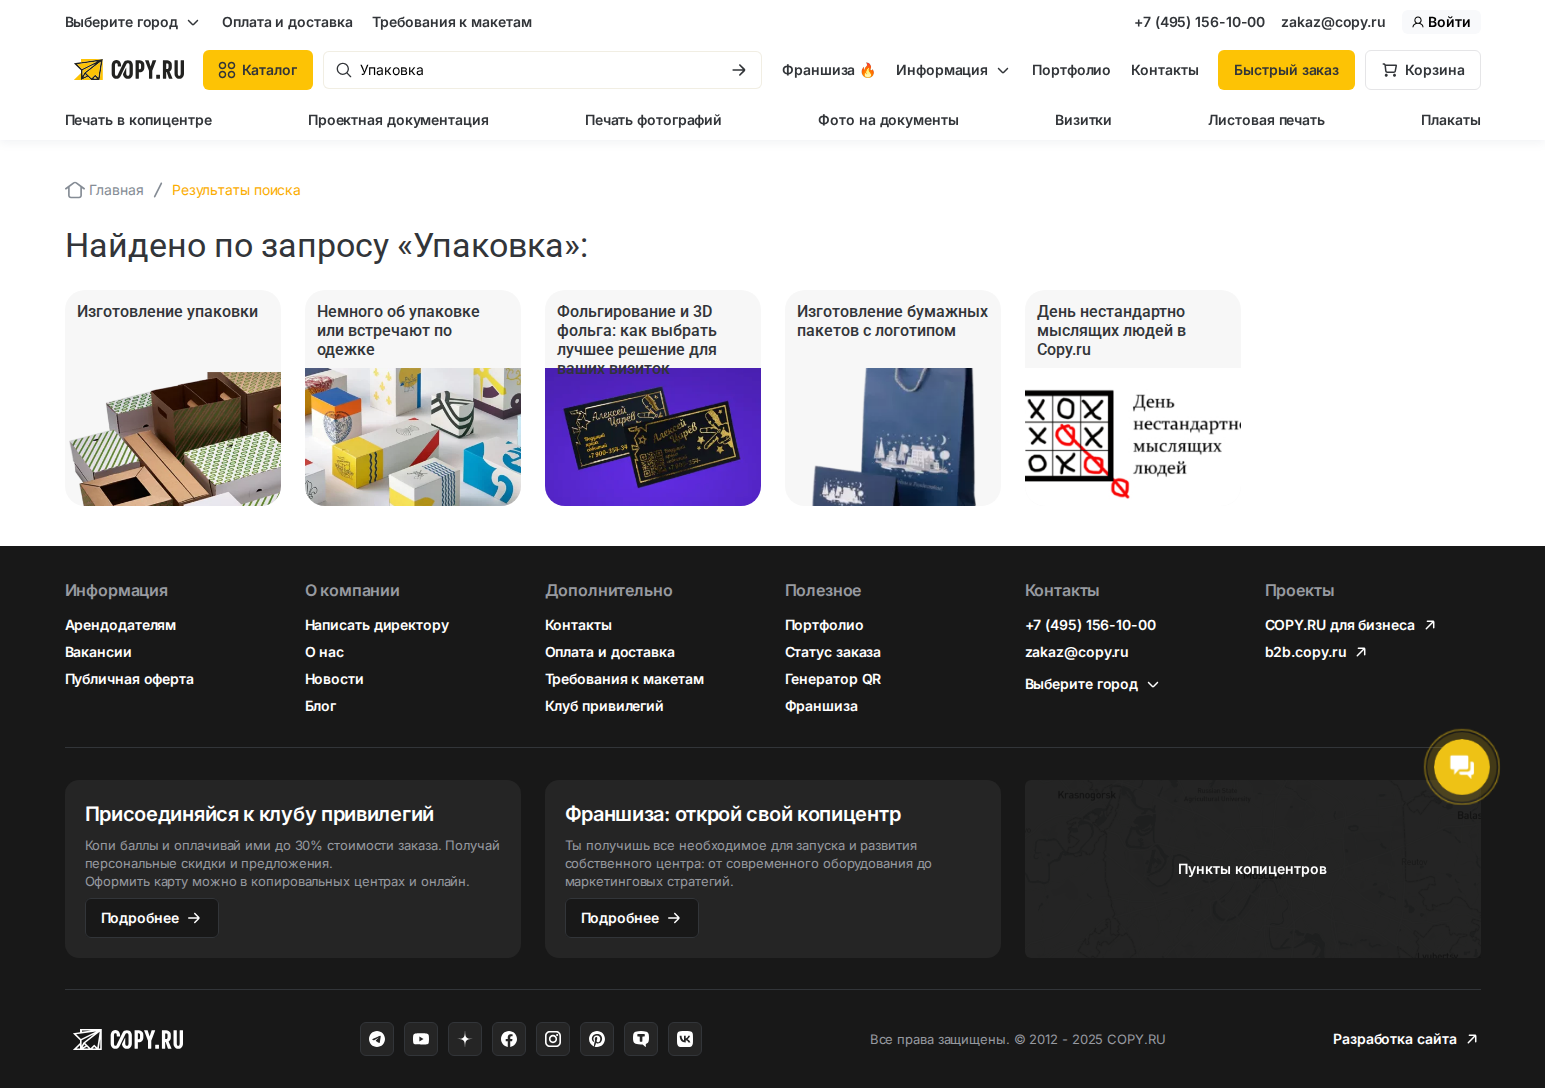 Выберите город
Оплата и доставка
Требования к макетам
+7 (495) 156-10-00
zakaz@copy.ru
Войти
COPY.RU
Каталог
Упаковка
Франшиза 🔥
Информация
Портфолио
Контакты
Быстрый заказ
Корзина
Печать в копицентре
Проектная документация
Печать фотографий
Фото на документы
Визитки
Листовая печать
Плакаты
Главная / Результаты поиска
Найдено по запросу «Упаковка»:
Изготовление упаковки
Немного об упаковке
или встречают по
одежке
Фольгирование и 3D
фольга: как выбрать
лучшее решение для
ваших визиток
Алексей
Царёв
Алексей
Царёв
Изготовление бумажных
пакетов с логотипом
День нестандартно
мыслящих людей в
Copy.ru
День
нестандартно
мыслящих
людей
Информация
Арендодателям
Вакансии
Публичная оферта
О компании
Написать директору
О нас
Новости
Блог
Дополнительно
Контакты
Оплата и доставка
Требования к макетам
Клуб привилегий
Полезное
Портфолио
Статус заказа
Генератор QR
Франшиза
Контакты
+7 (495) 156-10-00
zakaz@copy.ru
Выберите город
Проекты
COPY.RU для бизнеса
b2b.copy.ru
Присоединяйся к клубу привилегий
Копи баллы и оплачивай ими до 30% стоимости заказа. Получай
персональные скидки и предложения.
Оформить карту можно в копировальных центрах и онлайн.
Подробнее
Франшиза: открой свой копицентр
Ты получишь все необходимое для запуска и развития
собственного центра: от современного оборудования до
маркетинговых стратегий.
Подробнее
Krasnogorsk
Пункты копицентров
COPY.RU
Все права защищены. © 2012 - 2025 COPY.RU
Разработка сайта